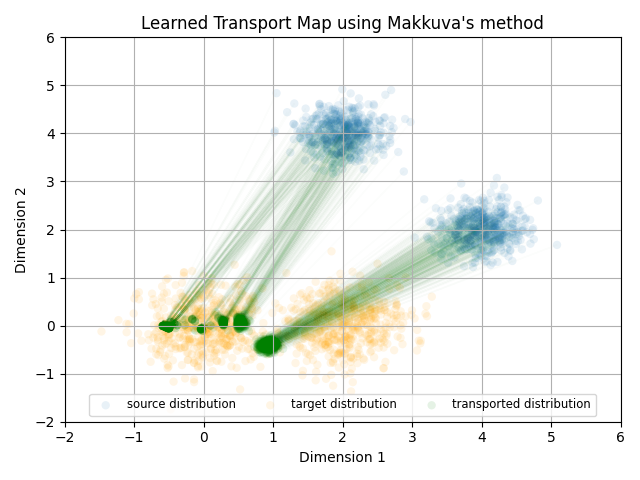 Learned Transport Map using Makkuva's method
6
5
4
3
2
1
0
−1
−2
Dimension 2
source distribution target distribution transported distribution
−2 −1 0 1 2 3 4 5 6
Dimension 1